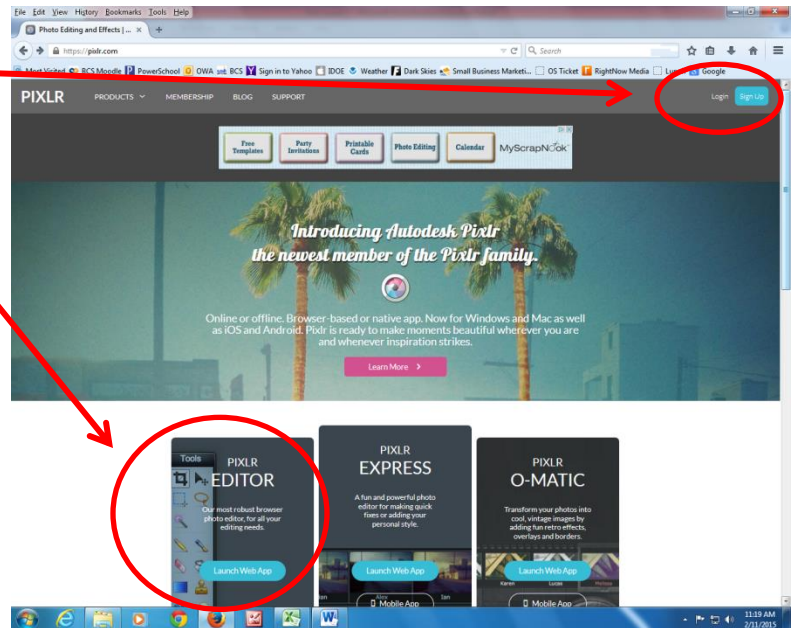 File Edit View History Bookmarks Tools Help
Photo Editing and Effects | ... × +
https://pixlr.com
Search
Most Visited BCS Moodle PowerSchool OWA BCS Sign in to Yahoo IDOE Weather Dark Skies Small Business Marketi... OS Ticket RightNow Media Google
PIXLR PRODUCTS MEMBERSHIP BLOG SUPPORT Login Sign Up
Free Templates
Party Invitations
Printable Cards
Photo Editing
Calendar
MyScrapNook
Introducing Autodesk Pixlr
the newest member of the Pixlr family.
Online or offline. Browser-based or native app. Now for Windows and Mac as well
as iOS and Android. Pixlr is ready to make moments beautiful wherever you are
and whenever inspiration strikes.
Learn More >
Tools
PIXLR
EDITOR
Our most robust browser
photo editor, for all your
editing needs.
Launch Web App
PIXLR
EXPRESS
A fun and powerful photo
editor for making quick
fixes or adding your
personal style.
Launch Web App
Alex
Ian
Mobile App
PIXLR
O-MATIC
Transform your photos into
cool, vintage images by
adding fun retro effects,
overlays and borders.
Launch Web App
Karen Lucas Melissa
Mobile App
11:19 AM
2/11/2015